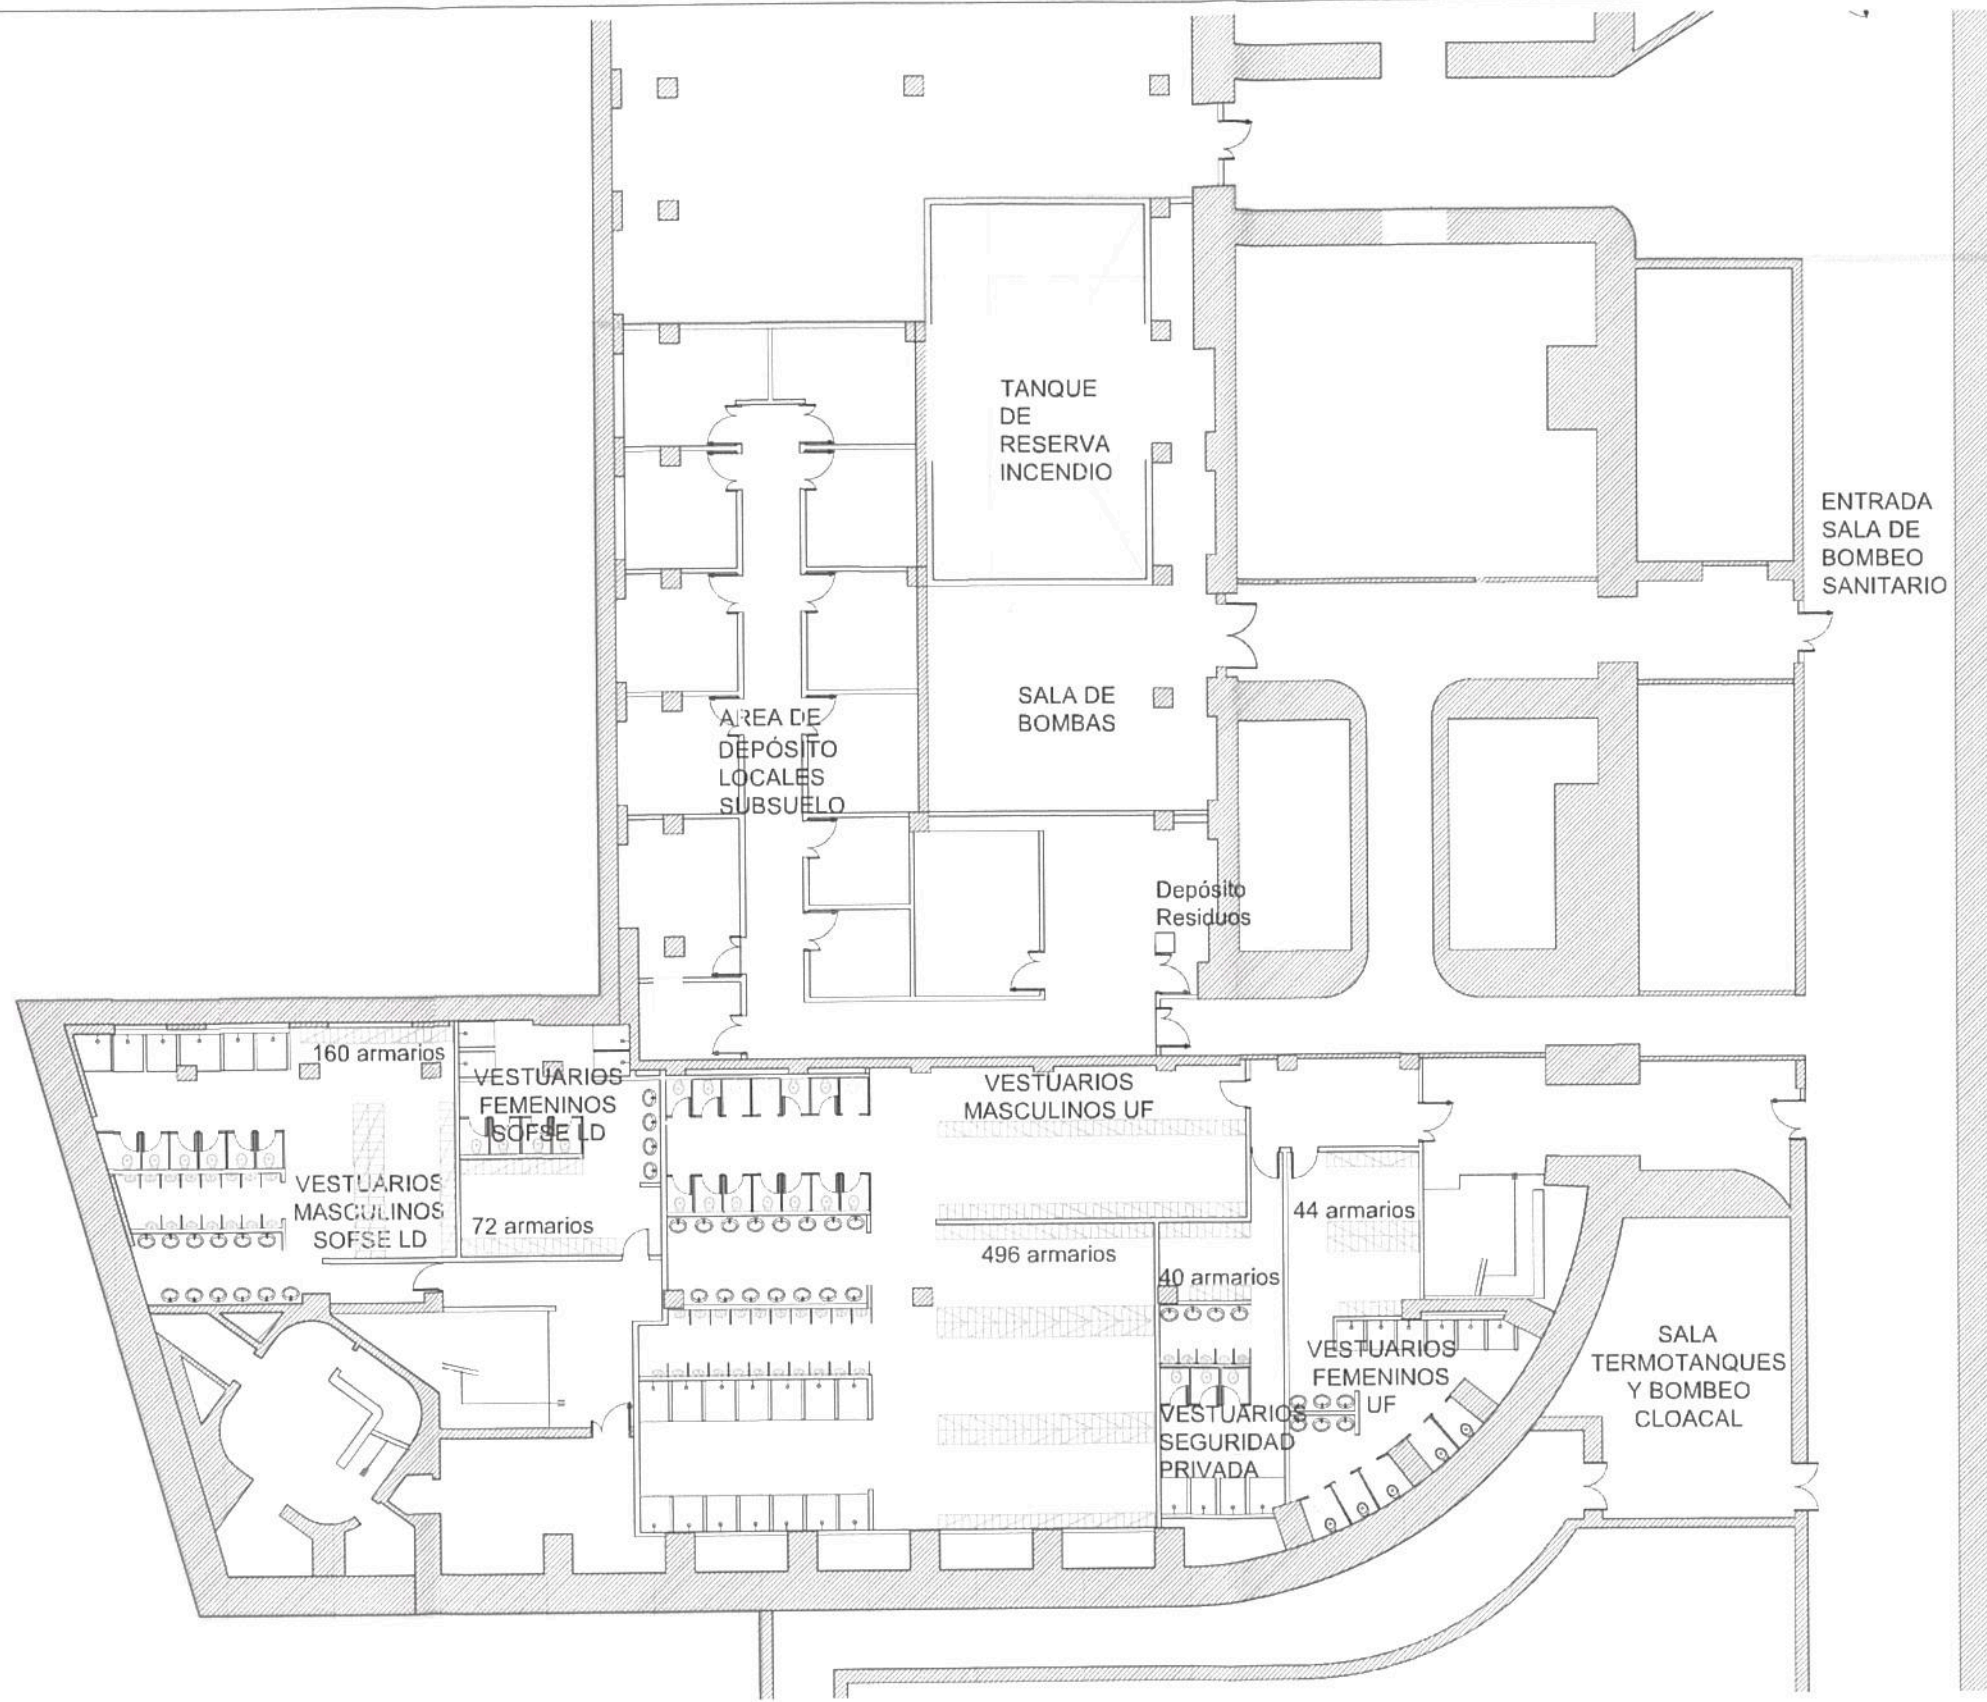 TANQUE
DE
RESERVA
INCENDIO
ENTRADA
SALA DE
BOMBEO
SANITARIO
SALA DE
BOMBAS
AREA DE
DEPÓSITO
LOCALES
SUBSUELO
Depósito
Residuos
160 armarios
VESTUARIOS
FEMENINOS
SOFSE LD
VESTUARIOS
MASCULINOS UF
VESTUARIOS
MASCULINOS
SOFSE LD
72 armarios
44 armarios
496 armarios
40 armarios
VESTUARIOS
FEMENINOS
UF
SALA
TERMOTANQUES
Y BOMBEO
CLOACAL
VESTUARIOS
SEGURIDAD
PRIVADA